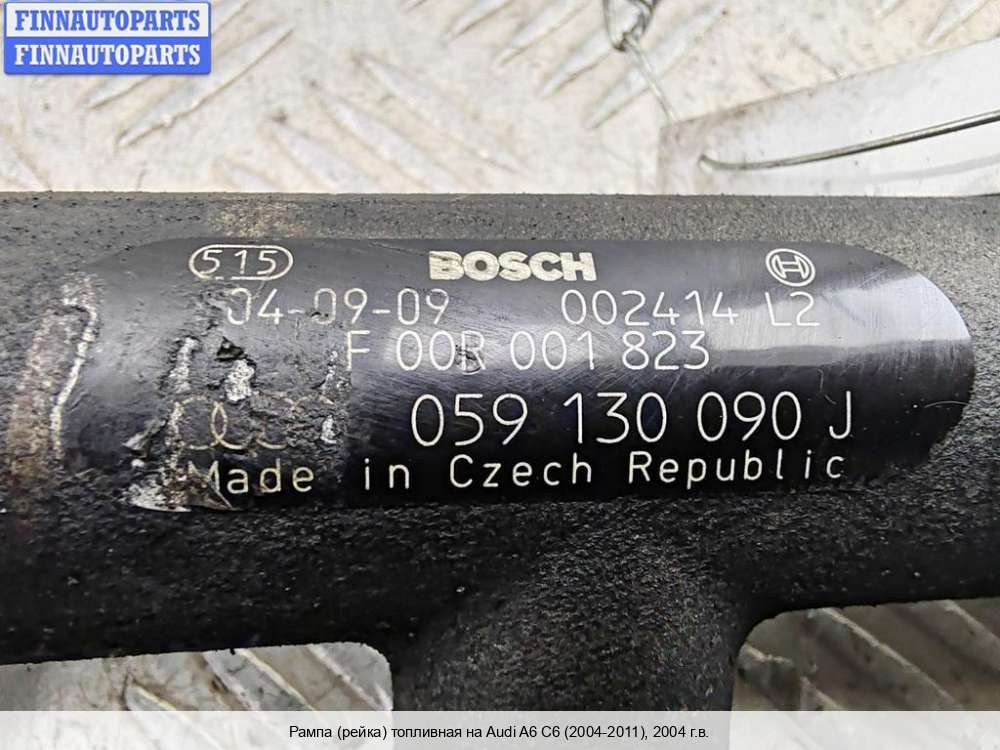 FINNAUTOPARTS
FINNAUTOPARTS
515 BOSCH H
04-09-09 002414 L2
F 00R 001 823
059 130 090 J
Made in Czech Republic
Рампа (рейка) топливная на Audi A6 C6 (2004-2011), 2004 г.в.